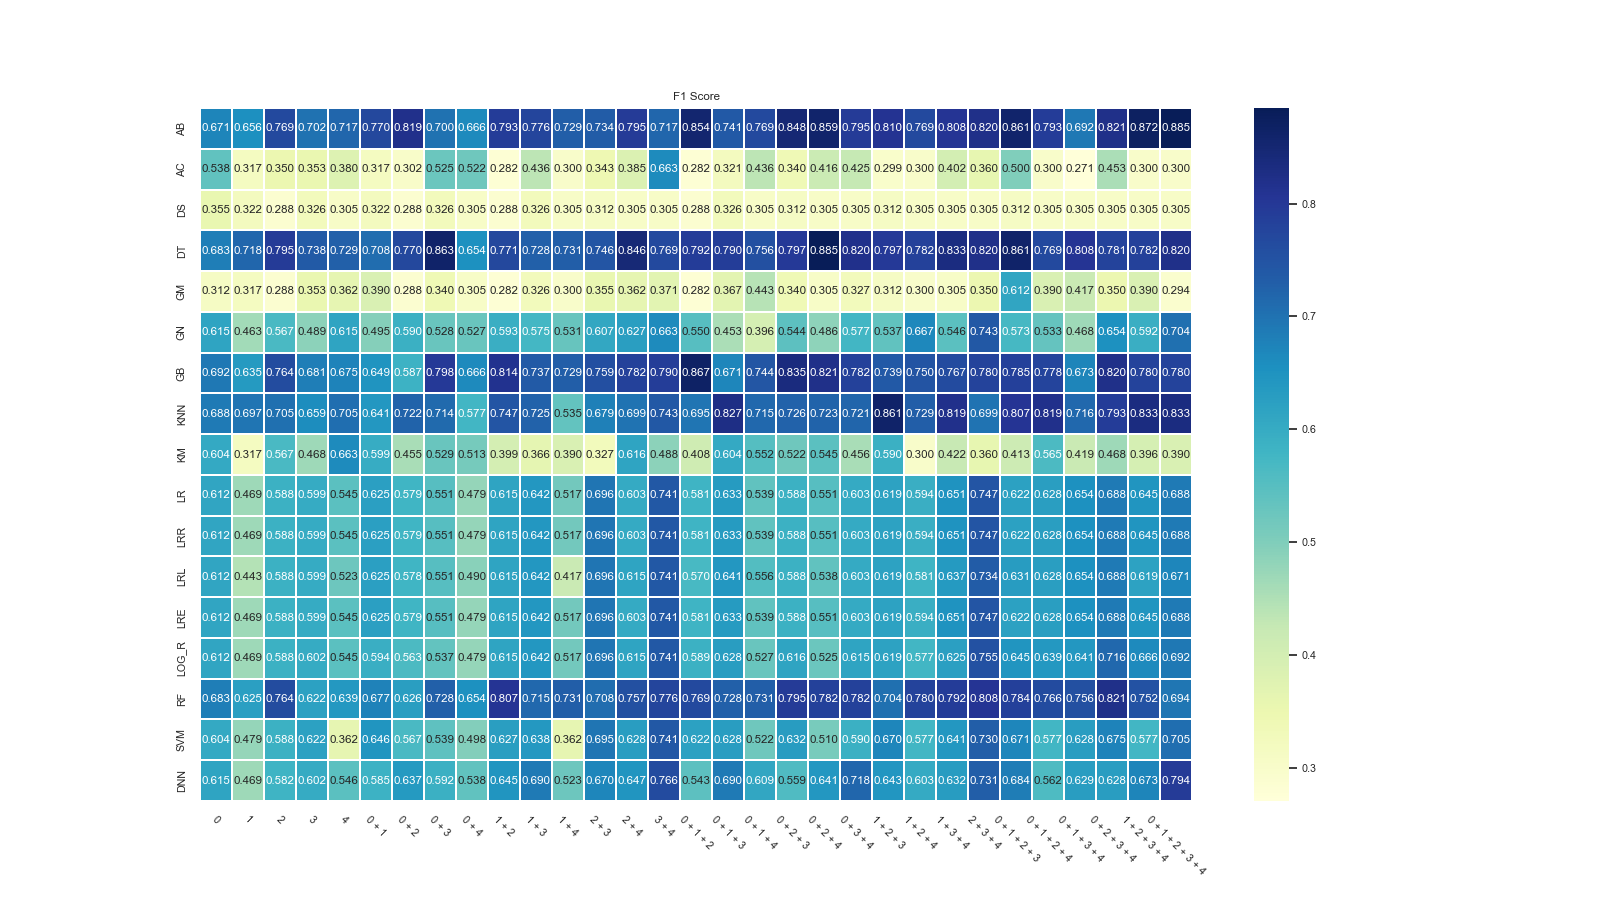 F1 Score
AB 0.671 0.656 0.769 0.702 0.717 0.770 0.819 0.700 0.666 0.793 0.776 0.729 0.734 0.795 0.717 0.854 0.741 0.769 0.848 0.859 0.795 0.810 0.769 0.808 0.820 0.861 0.793 0.692 0.821 0.872 0.885
AC 0.538 0.317 0.350 0.353 0.380 0.317 0.302 0.525 0.522 0.282 0.436 0.300 0.343 0.385 0.663 0.282 0.321 0.436 0.340 0.416 0.425 0.299 0.300 0.402 0.360 0.500 0.300 0.271 0.453 0.300 0.300
DS 0.355 0.322 0.288 0.326 0.305 0.322 0.288 0.326 0.305 0.288 0.326 0.305 0.312 0.305 0.305 0.288 0.326 0.305 0.312 0.305 0.305 0.312 0.305 0.305 0.305 0.312 0.305 0.305 0.305 0.305 0.305
DT 0.683 0.718 0.795 0.738 0.729 0.708 0.770 0.863 0.654 0.771 0.728 0.731 0.746 0.846 0.769 0.792 0.790 0.756 0.797 0.885 0.820 0.797 0.782 0.833 0.820 0.861 0.769 0.808 0.781 0.782 0.820
GM 0.312 0.317 0.288 0.353 0.362 0.390 0.288 0.340 0.305 0.282 0.326 0.300 0.355 0.362 0.371 0.282 0.367 0.443 0.340 0.305 0.327 0.312 0.300 0.305 0.350 0.612 0.390 0.417 0.350 0.390 0.294
GN 0.615 0.463 0.567 0.489 0.615 0.495 0.590 0.528 0.527 0.593 0.575 0.531 0.607 0.627 0.663 0.550 0.453 0.396 0.544 0.486 0.577 0.537 0.667 0.546 0.743 0.573 0.533 0.468 0.654 0.592 0.704
GB 0.692 0.635 0.764 0.681 0.675 0.649 0.587 0.798 0.666 0.814 0.737 0.729 0.759 0.782 0.790 0.867 0.671 0.744 0.835 0.821 0.782 0.739 0.750 0.767 0.780 0.785 0.778 0.673 0.820 0.780 0.780
KNN 0.688 0.697 0.705 0.659 0.705 0.641 0.722 0.714 0.577 0.747 0.725 0.535 0.679 0.699 0.743 0.695 0.827 0.715 0.726 0.723 0.721 0.861 0.729 0.819 0.699 0.807 0.819 0.716 0.793 0.833 0.833
KM 0.604 0.317 0.567 0.468 0.663 0.599 0.455 0.529 0.513 0.399 0.366 0.390 0.327 0.616 0.488 0.408 0.604 0.552 0.522 0.545 0.456 0.590 0.300 0.422 0.360 0.413 0.565 0.419 0.468 0.396 0.390
LR 0.612 0.469 0.588 0.599 0.545 0.625 0.579 0.551 0.479 0.615 0.642 0.517 0.696 0.603 0.741 0.581 0.633 0.539 0.588 0.551 0.603 0.619 0.594 0.651 0.747 0.622 0.628 0.654 0.688 0.645 0.688
LRR 0.612 0.469 0.588 0.599 0.545 0.625 0.579 0.551 0.479 0.615 0.642 0.517 0.696 0.603 0.741 0.581 0.633 0.539 0.588 0.551 0.603 0.619 0.594 0.651 0.747 0.622 0.628 0.654 0.688 0.645 0.688
LRL 0.612 0.443 0.588 0.599 0.523 0.625 0.578 0.551 0.490 0.615 0.642 0.417 0.696 0.615 0.741 0.570 0.641 0.556 0.588 0.538 0.603 0.619 0.581 0.637 0.734 0.631 0.628 0.654 0.688 0.619 0.671
LRE 0.612 0.469 0.588 0.599 0.545 0.625 0.579 0.551 0.479 0.615 0.642 0.517 0.696 0.603 0.741 0.581 0.633 0.539 0.588 0.551 0.603 0.619 0.594 0.651 0.747 0.622 0.628 0.654 0.688 0.645 0.688
LOG_R 0.612 0.469 0.588 0.602 0.545 0.594 0.563 0.537 0.479 0.615 0.642 0.517 0.696 0.615 0.741 0.589 0.628 0.527 0.616 0.525 0.615 0.619 0.577 0.625 0.755 0.645 0.639 0.641 0.716 0.666 0.692
RF 0.683 0.625 0.764 0.622 0.639 0.677 0.626 0.728 0.654 0.807 0.715 0.731 0.708 0.757 0.776 0.769 0.728 0.731 0.795 0.782 0.782 0.704 0.780 0.792 0.808 0.784 0.766 0.756 0.821 0.752 0.694
SVM 0.604 0.479 0.588 0.622 0.362 0.646 0.567 0.539 0.498 0.627 0.638 0.362 0.695 0.628 0.741 0.622 0.628 0.522 0.632 0.510 0.590 0.670 0.577 0.641 0.730 0.671 0.577 0.628 0.675 0.577 0.705
DNN 0.615 0.469 0.582 0.602 0.546 0.585 0.637 0.592 0.538 0.645 0.690 0.523 0.670 0.647 0.766 0.543 0.690 0.609 0.559 0.641 0.718 0.643 0.603 0.632 0.731 0.684 0.562 0.629 0.628 0.673 0.794
0 1 2 3 4 0 + 1 0 + 2 0 + 3 0 + 4 1 + 2 1 + 3 1 + 4 2 + 3 2 + 4 3 + 4 0 + 1 + 2 0 + 1 + 3 0 + 1 + 4 0 + 2 + 3 0 + 2 + 4 0 + 3 + 4 1 + 2 + 3 1 + 2 + 4 1 + 3 + 4 2 + 3 + 4 0 + 1 + 2 + 3 0 + 1 + 2 + 4 0 + 1 + 3 + 4 0 + 2 + 3 + 4 1 + 2 + 3 + 4 0 + 1 + 2 + 3 + 4
0.8
0.7
0.6
0.5
0.4
0.3